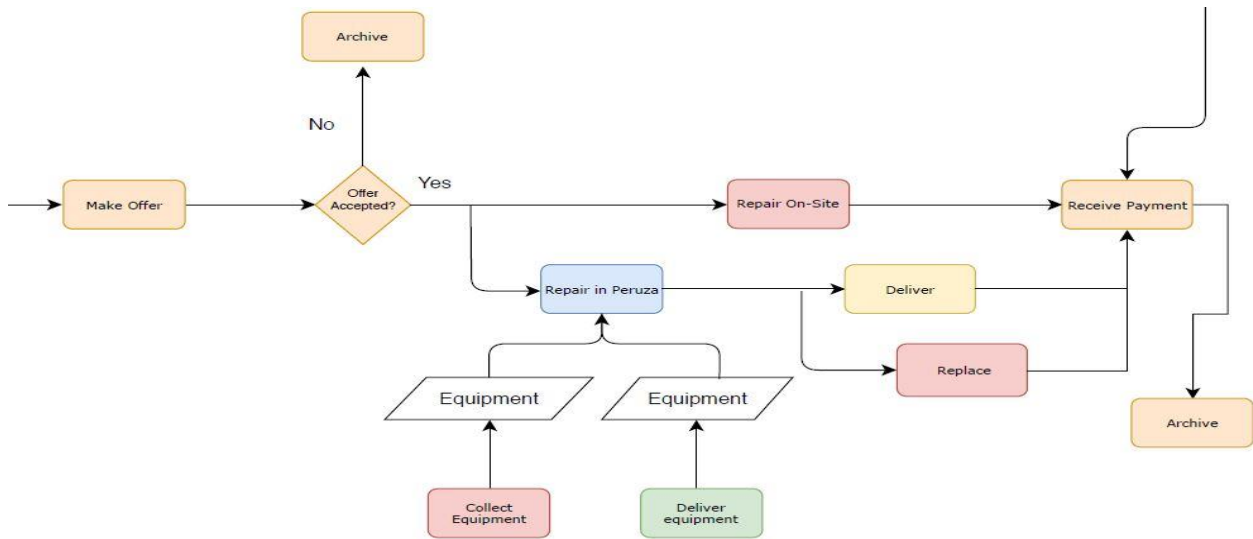 Archive
No
Yes
Make Offer
Offer
Accepted?
Repair On-Site
Receive Payment
Repair in Peruza
Deliver
Replace
Equipment
Equipment
Archive
Collect
Equipment
Deliver
equipment